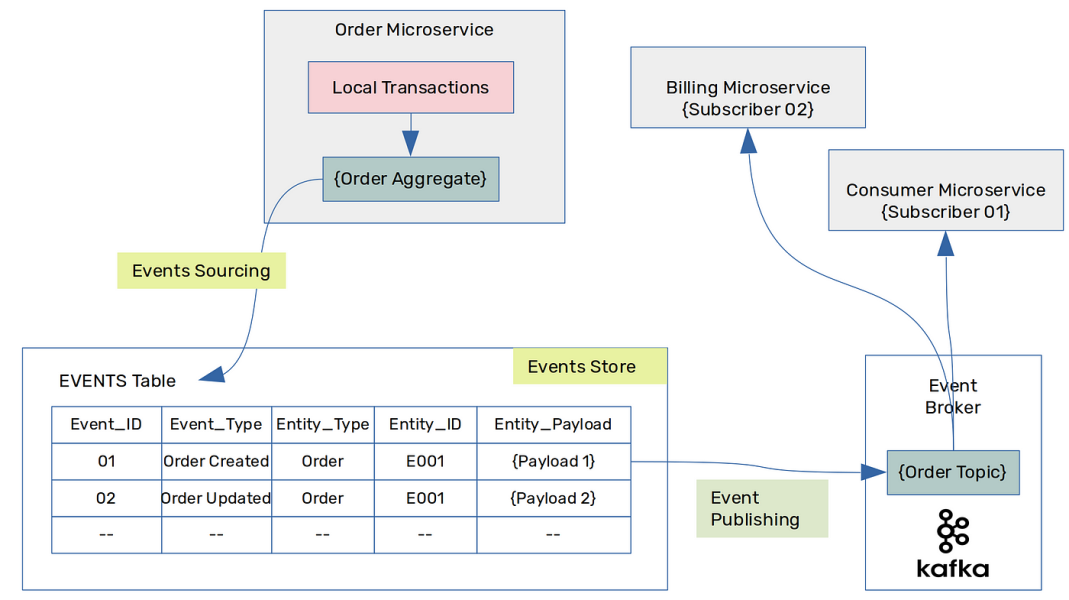 Order Microservice
Local Transactions
{Order Aggregate}
Billing Microservice
{Subscriber 02}
Consumer Microservice
{Subscriber 01}
Events Sourcing
Events Store
EVENTS Table
Event_ID Event_Type Entity_Type Entity_ID Entity_Payload
01 Order Created Order E001 {Payload 1}
02 Order Updated Order E001 {Payload 2}
-- -- -- -- --
Event
Publishing
Event
Broker
{Order Topic}
kafka